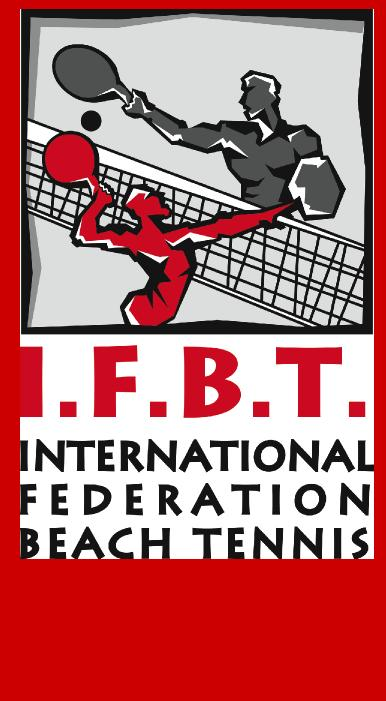 I.F.B.T.
INTERNATIONAL
FEDERATION
BEACH TENNIS